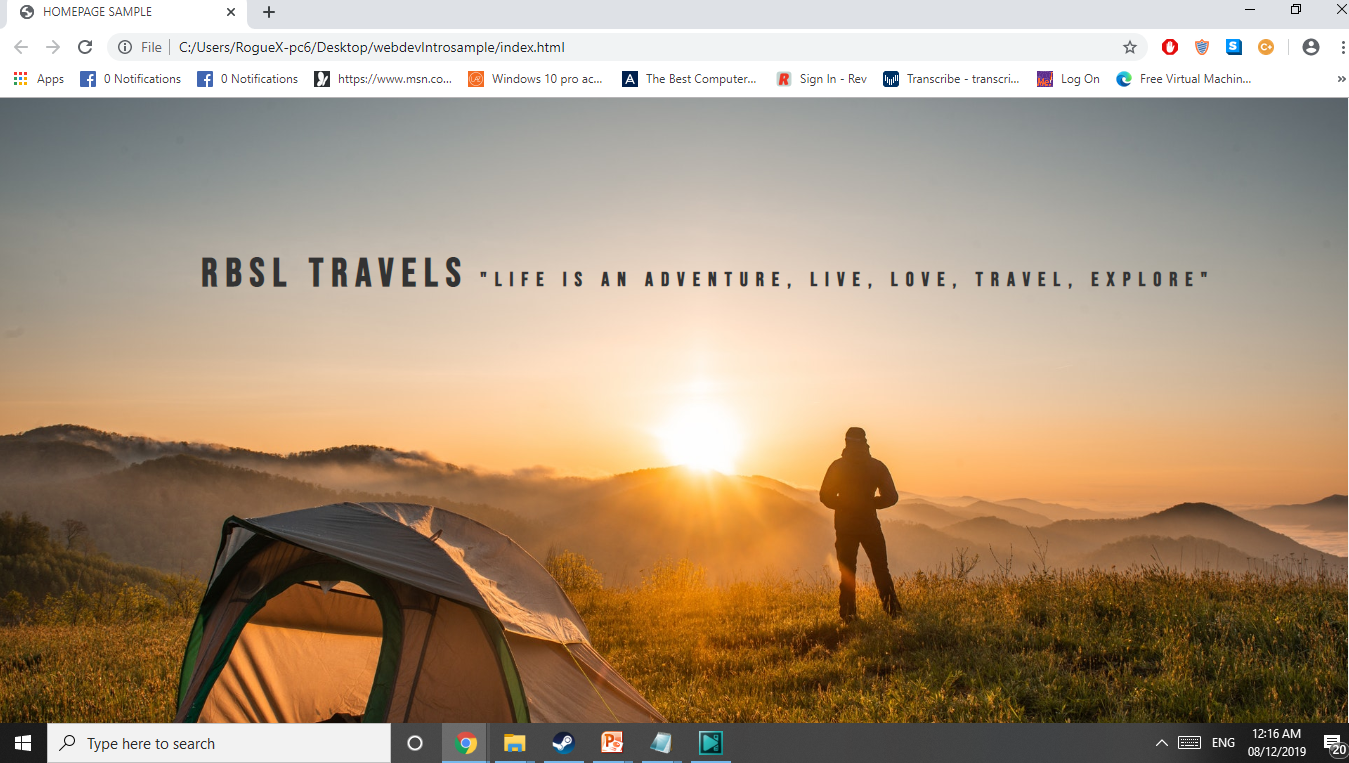 HOMEPAGE SAMPLE
File | C:/Users/RogueX-pc6/Desktop/webdevIntrosample/index.html
Apps 0 Notifications 0 Notifications https://www.msn.co... Windows 10 pro ac... A The Best Computer... R Sign In - Rev Transcribe - transcri... Me! Log On Free Virtual Machin... »
RBSL TRAVELS "LIFE IS AN ADVENTURE, LIVE, LOVE, TRAVEL, EXPLORE"
Type here to search
ENG
12:16 AM
08/12/2019
20